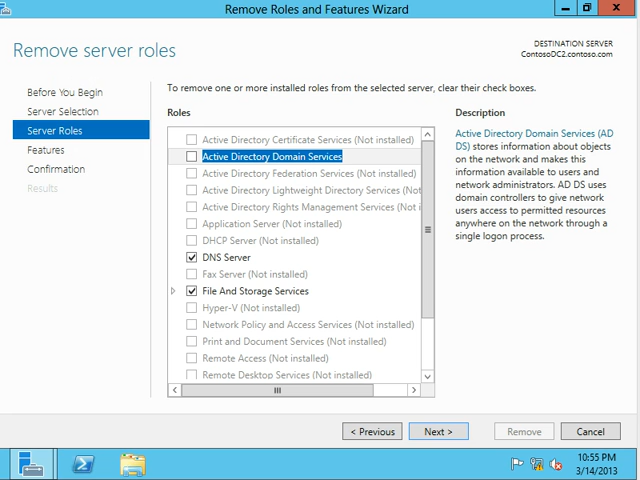 Remove Roles and Features Wizard
Remove server roles
DESTINATION SERVER
ContosoDC2.contoso.com
Before You Begin
Server Selection
Server Roles
Features
Confirmation
Results
To remove one or more installed roles from the selected server, clear their check boxes.
Roles
Active Directory Certificate Services (Not installed)
Active Directory Domain Services
Active Directory Federation Services (Not installed)
Active Directory Lightweight Directory Services (Not
Active Directory Rights Management Services (Not i
Application Server (Not installed)
DHCP Server (Not installed)
DNS Server
Fax Server (Not installed)
File And Storage Services
Hyper-V (Not installed)
Network Policy and Access Services (Not installed)
Print and Document Services (Not installed)
Remote Access (Not installed)
Remote Desktop Services (Not installed)
Description
Active Directory Domain Services (AD
DS) stores information about objects
on the network and makes this
information available to users and
network administrators. AD DS uses
domain controllers to give network
users access to permitted resources
anywhere on the network through a
single logon process.
< Previous
Next >
Remove
Cancel
10:55 PM
3/14/2013